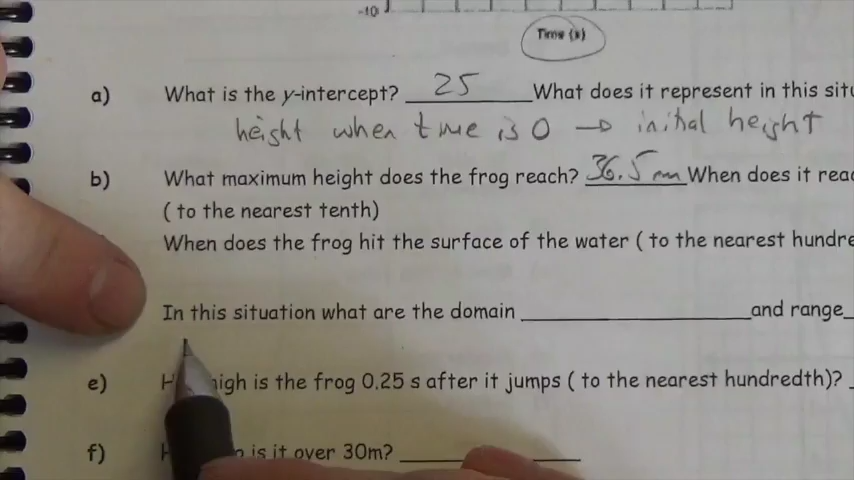 -10
Time (s)
a) What is the y-intercept? 25 What does it represent in this situ
height when time is 0 → initial height
b) What maximum height does the frog reach? 36.5 m When does it reac
( to the nearest tenth)
When does the frog hit the surface of the water ( to the nearest hundre
In this situation what are the domain ____________ and range
e) high is the frog 0.25 s after it jumps ( to the nearest hundredth)?
f) is it over 30m? ____________